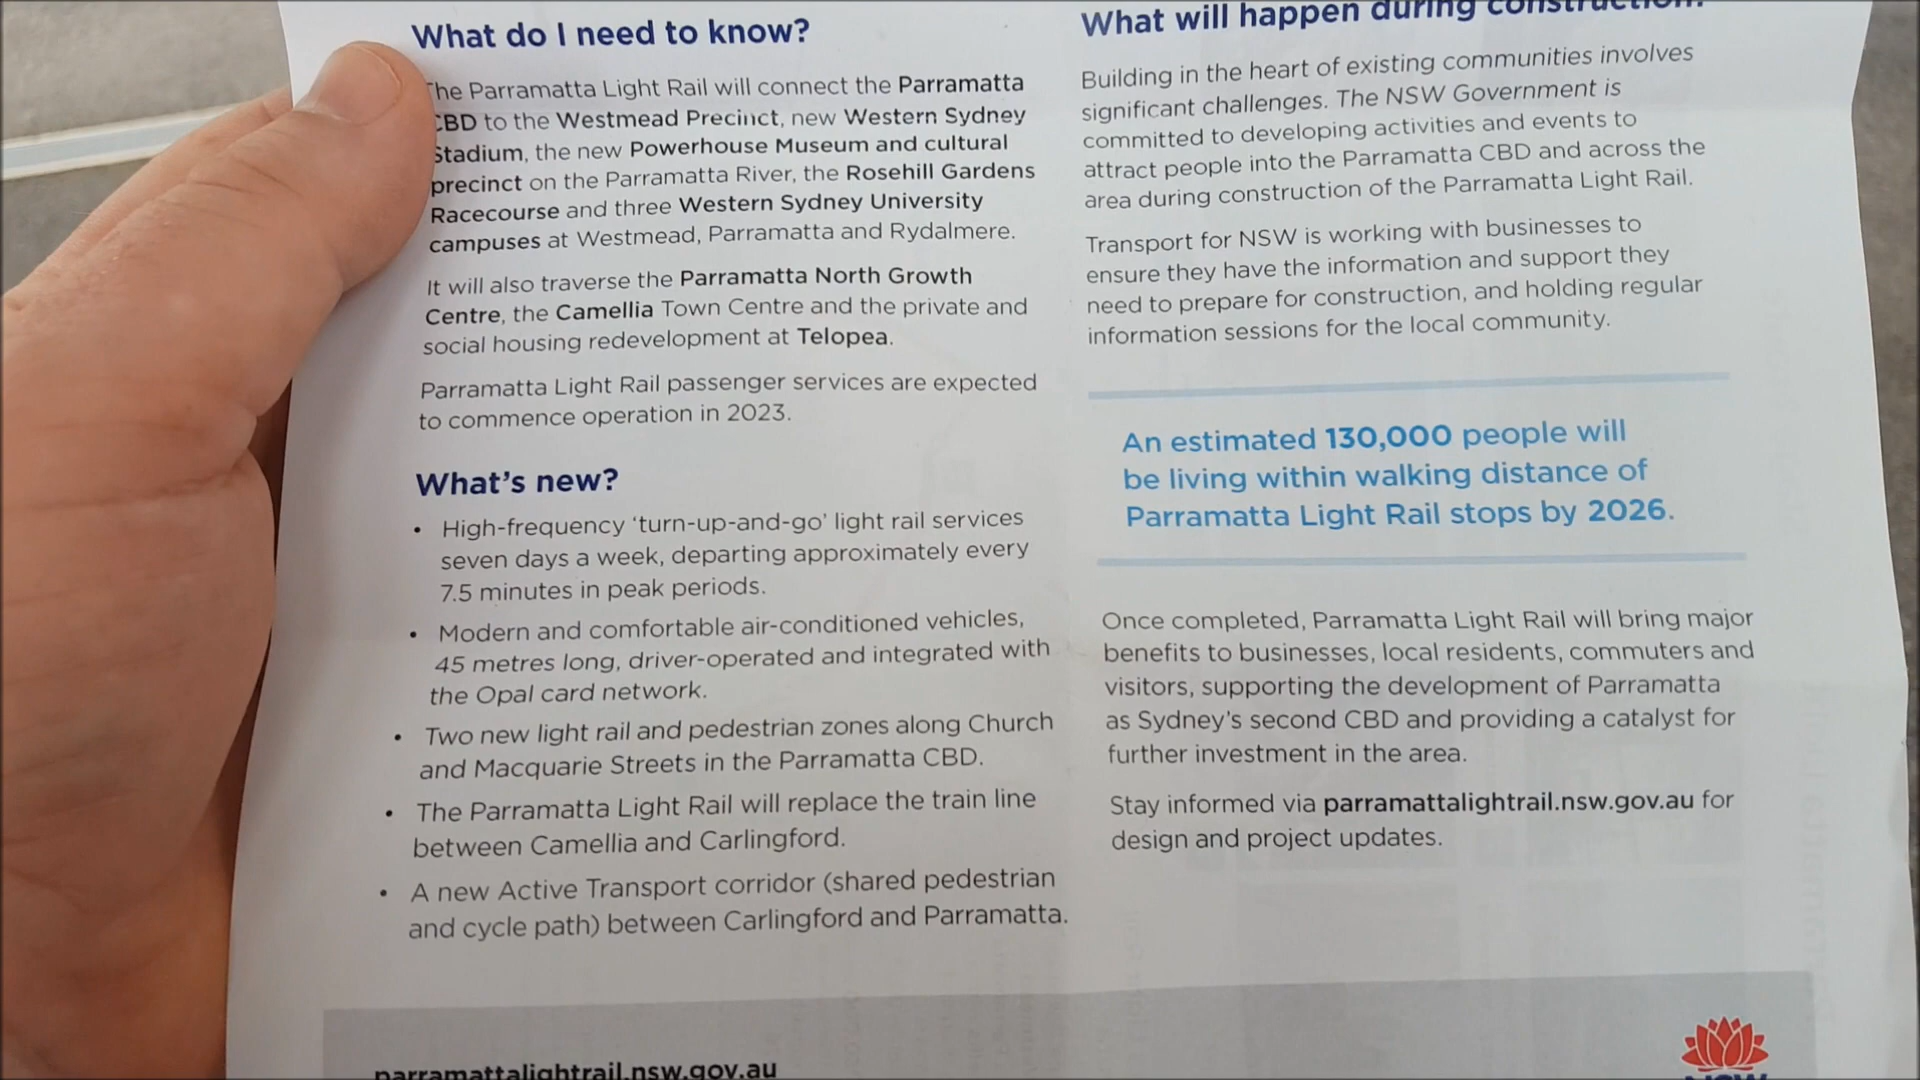 What do I need to know?
The Parramatta Light Rail will connect the Parramatta
CBD to the Westmead Precinct, new Western Sydney
Stadium, the new Powerhouse Museum and cultural
precinct on the Parramatta River, the Rosehill Gardens
Racecourse and three Western Sydney University
campuses at Westmead, Parramatta and Rydalmere.
It will also traverse the Parramatta North Growth
Centre, the Camellia Town Centre and the private and
social housing redevelopment at Telopea.
Parramatta Light Rail passenger services are expected
to commence operation in 2023.
What's new?
• High-frequency 'turn-up-and-go' light rail services
seven days a week, departing approximately every
7.5 minutes in peak periods.
• Modern and comfortable air-conditioned vehicles,
45 metres long, driver-operated and integrated with
the Opal card network.
• Two new light rail and pedestrian zones along Church
and Macquarie Streets in the Parramatta CBD.
• The Parramatta Light Rail will replace the train line
between Camellia and Carlingford.
• A new Active Transport corridor (shared pedestrian
and cycle path) between Carlingford and Parramatta.
What will happen during construction?
Building in the heart of existing communities involves
significant challenges. The NSW Government is
committed to developing activities and events to
attract people into the Parramatta CBD and across the
area during construction of the Parramatta Light Rail.
Transport for NSW is working with businesses to
ensure they have the information and support they
need to prepare for construction, and holding regular
information sessions for the local community.
An estimated 130,000 people will
be living within walking distance of
Parramatta Light Rail stops by 2026.
Once completed, Parramatta Light Rail will bring major
benefits to businesses, local residents, commuters and
visitors, supporting the development of Parramatta
as Sydney's second CBD and providing a catalyst for
further investment in the area.
Stay informed via parramattalightrail.nsw.gov.au for
design and project updates.
parramattalightrail.nsw.gov.au
NSW